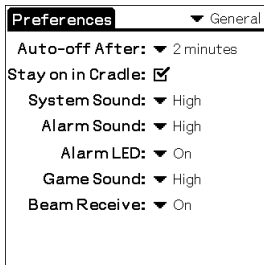 Preferences General
Auto-off After: 2 minutes
Stay on in Cradle:
System Sound: High
Alarm Sound: High
Alarm LED: On
Game Sound: High
Beam Receive: On